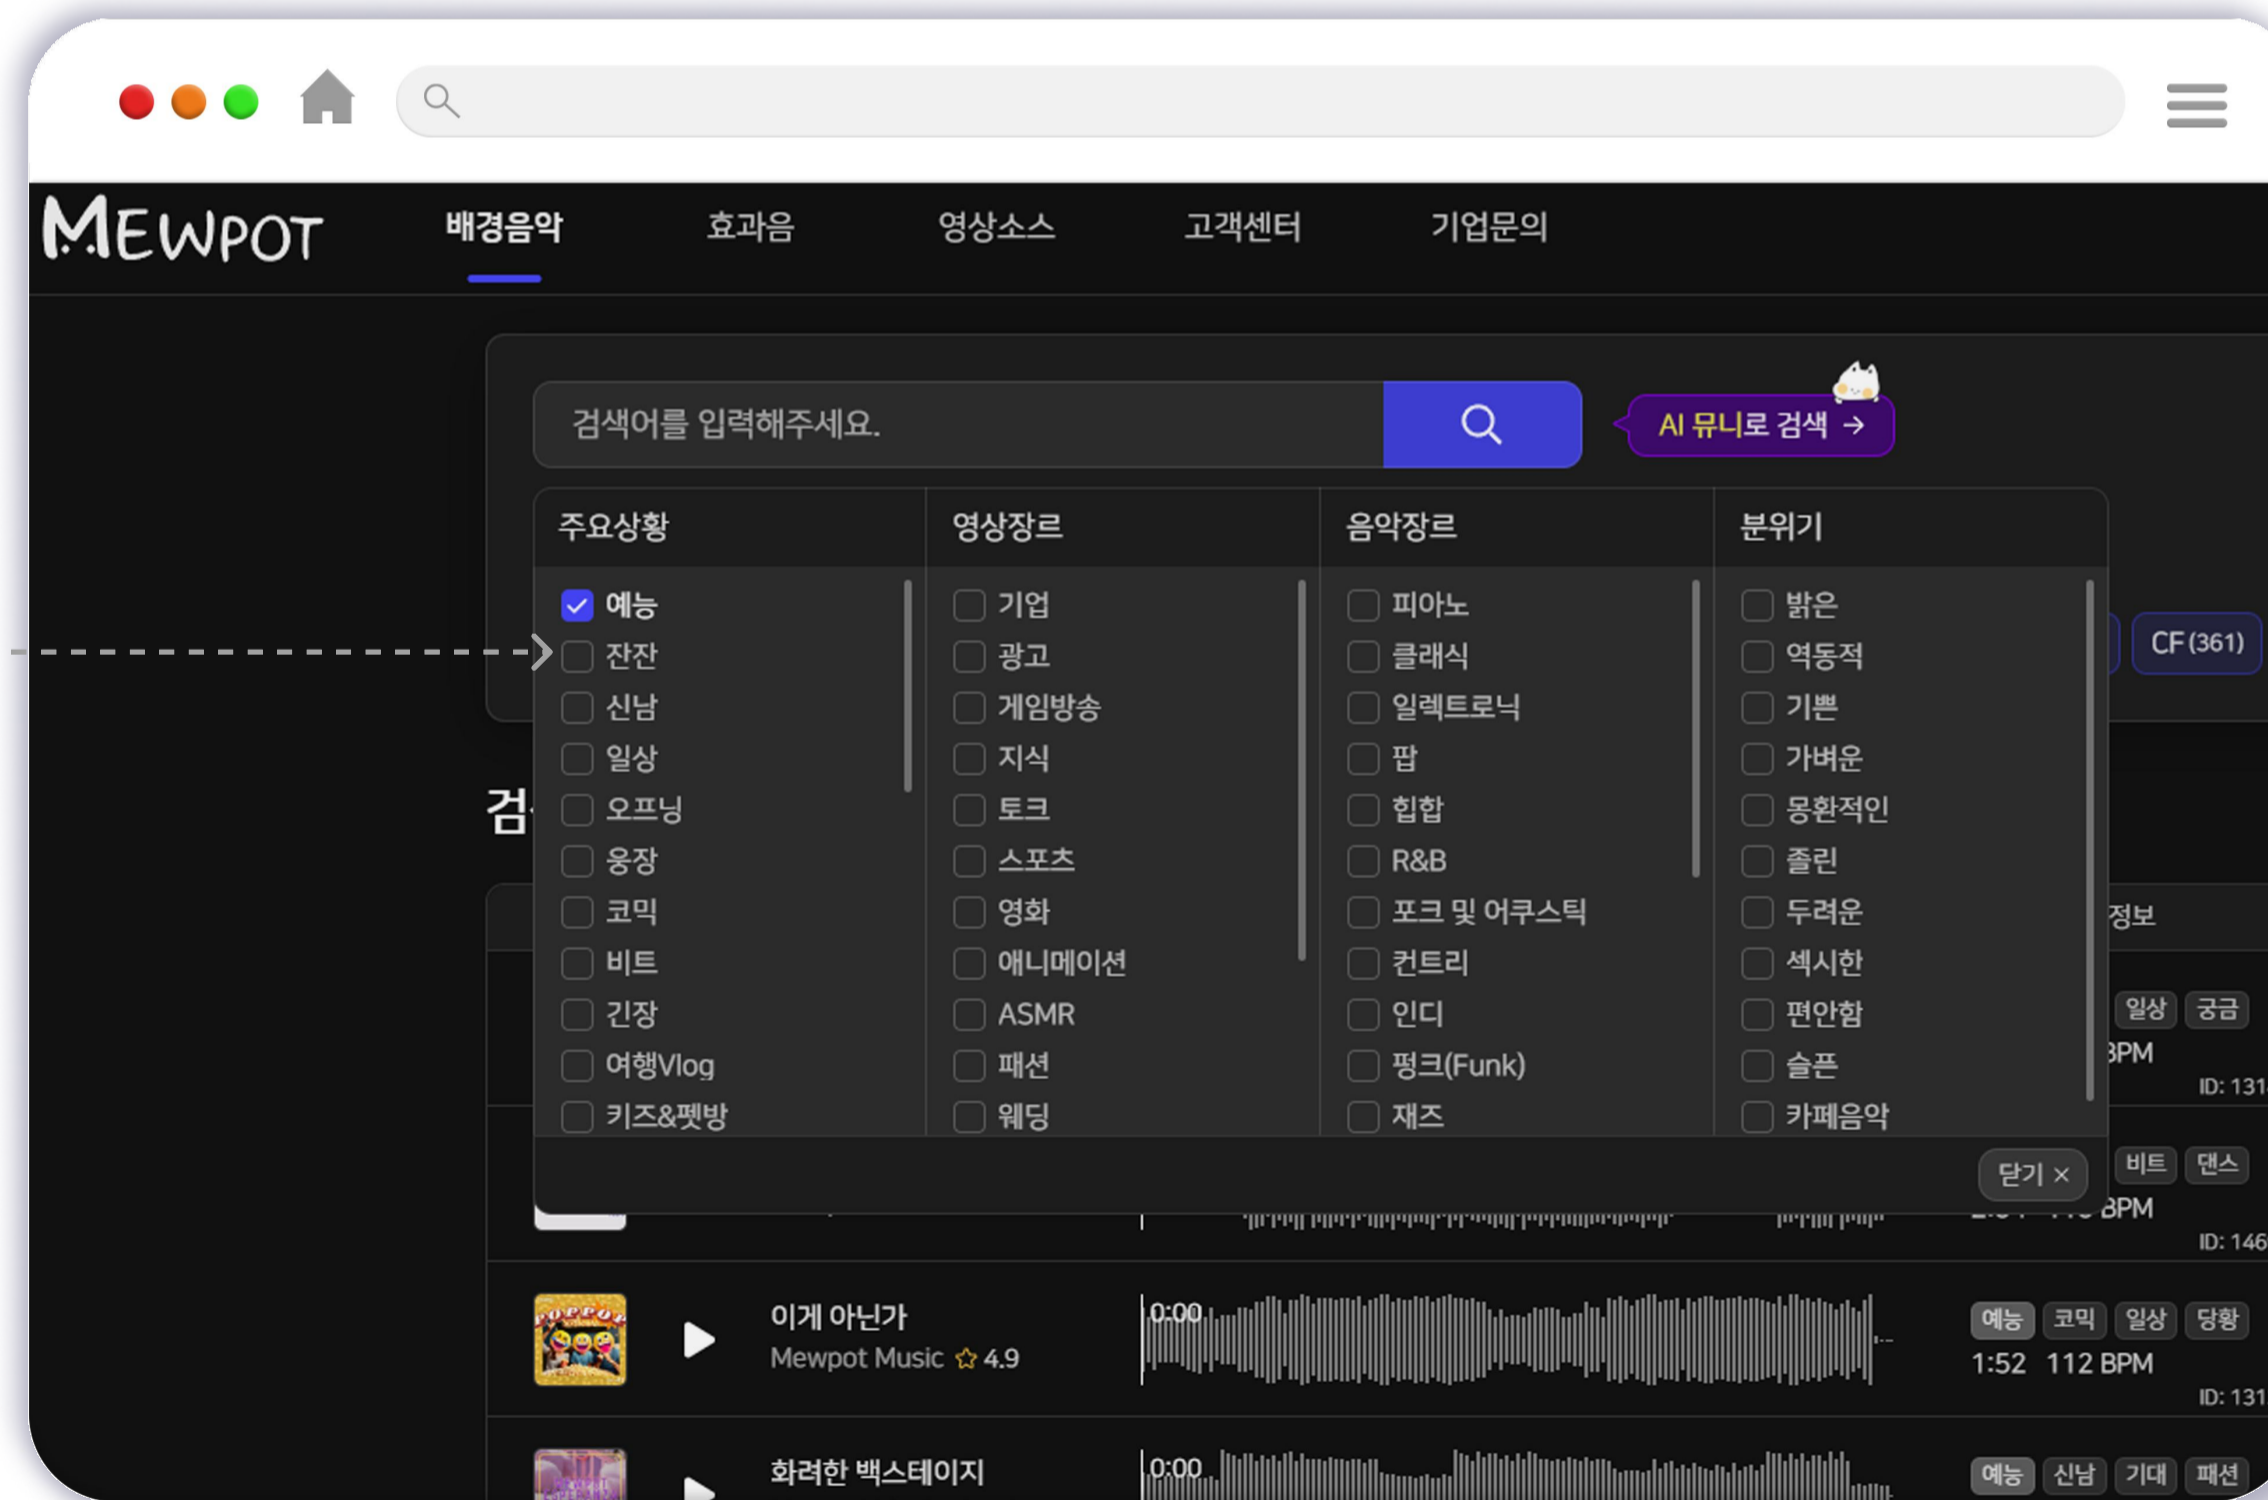 MEWPOT
배경음악
효과음
영상소스
고객센터
기업문의
검색어를 입력해주세요.
AI 뮤니로 검색 →
주요상황
예능
잔잔
신남
일상
오프닝
웅장
코믹
비트
긴장
여행Vlog
키즈&펫방
영상장르
기업
광고
게임방송
지식
토크
스포츠
영화
애니메이션
ASMR
패션
웨딩
음악장르
피아노
클래식
일렉트로닉
팝
힙합
R&B
포크 및 어쿠스틱
컨트리
인디
펑크(Funk)
재즈
분위기
밝은
역동적
기쁜
가벼운
몽환적인
졸린
두려운
섹시한
편안함
슬픈
카페음악
닫기 ×
CF(361)
정보
일상 궁금
BPM
ID: 131
비트 댄스
BPM
ID: 146
이게 아닌가
Mewpot Music ☆ 4.9
0:00
예능 코믹 일상 당황
1:52 112 BPM
ID: 131
화려한 백스테이지
0:00
예능 신남 기대 패션